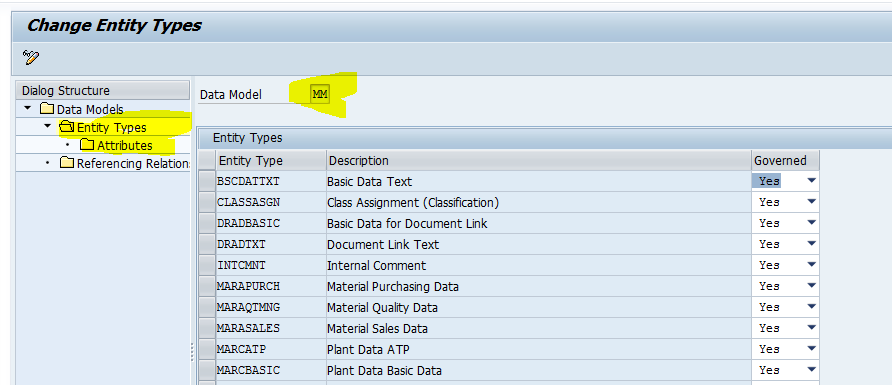 Change Entity Types
Dialog Structure
Data Models
Entity Types
Attributes
Referencing Relation
Data Model MM
Entity Types
Entity Type Description Governed
BSCDATTXT Basic Data Text Yes
CLASSASGN Class Assignment (Classification) Yes
DRADBASIC Basic Data for Document Link Yes
DRADTXT Document Link Text Yes
INTCMNT Internal Comment Yes
MARAPURCH Material Purchasing Data Yes
MARAQTMNG Material Quality Data Yes
MARASALES Material Sales Data Yes
MARCATP Plant Data ATP Yes
MARCBASIC Plant Data Basic Data Yes